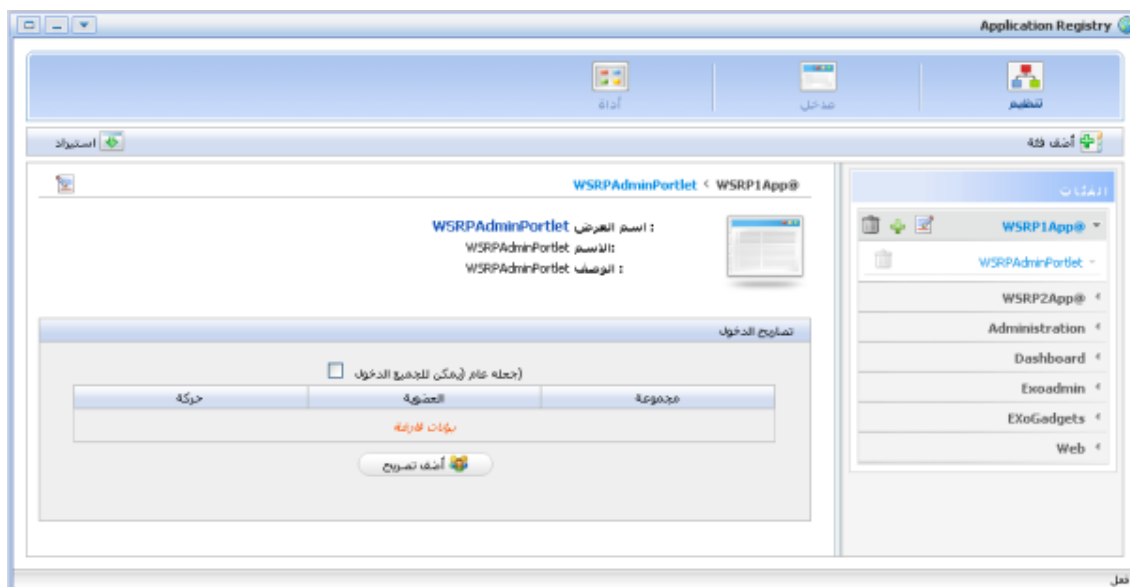 Application Registry
تنظيم
مدخل
أداة
أضف فئة
استيراد
الفئات
WSRP1App@
WSRPAdminPortlet
WSRP2App@
Administration
Dashboard
Exoadmin
EXoGadgets
Web
WSRPAdminPortlet < WSRP1App@
: اسم العرض WSRPAdminPortlet
:الاسم WSRPAdminPortlet
: الوصف WSRPAdminPortlet
تصاريح الدخول
(جعله عام (يمكن للجميع الدخول
مجموعة العضوية حركة
بيانات فارغة
أضف تصريح